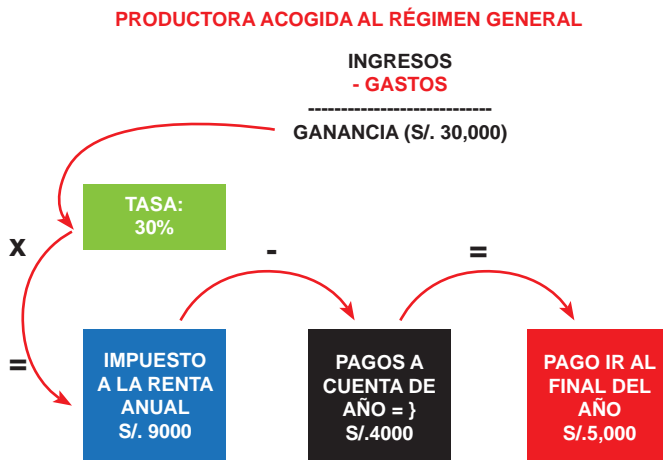 PRODUCTORA ACOGIDA AL RÉGIMEN GENERAL
INGRESOS
- GASTOS
----------------------------
GANANCIA (S/. 30,000)
TASA:
30%
X
-
=
=
IMPUESTO
A LA RENTA
ANUAL
S/. 9000
PAGOS A
CUENTA DE
AÑO = }
S/.4000
PAGO IR AL
FINAL DEL
AÑO
S/.5,000